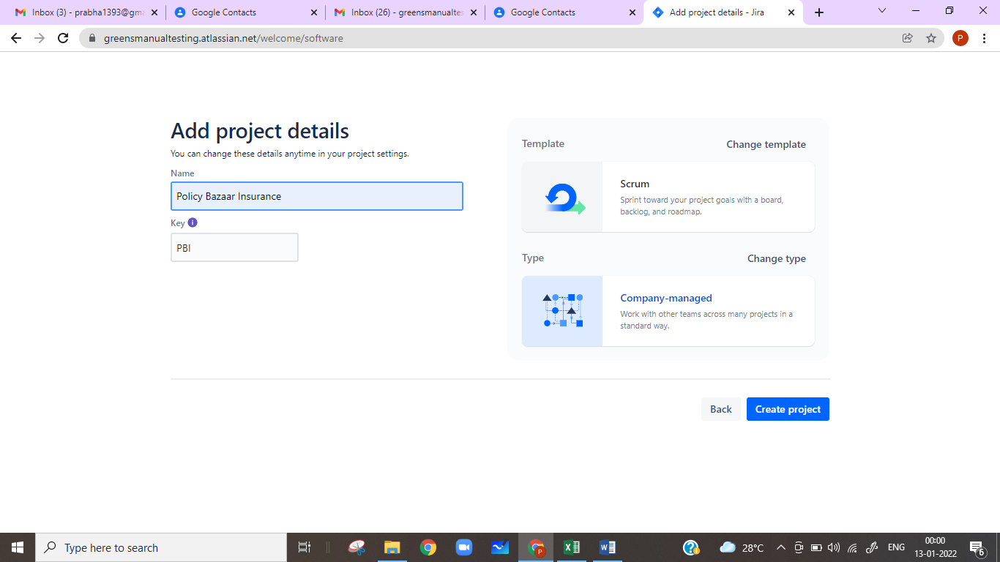 Inbox (3) - prabha1393@gma
Google Contacts
Inbox (26) - greensmanualtes
Google Contacts
Add project details - Jira
greensmanualtesting.atlassian.net/welcome/software
P
Add project details
You can change these details anytime in your project settings.
Name
Policy Bazaar Insurance
Key
PBI
Template
Change template
Scrum
Sprint toward your project goals with a board,
backlog, and roadmap.
Type
Change type
Company-managed
Work with other teams across many projects in a
standard way.
Back
Create project
Type here to search
P
28°C
ENG
00:00
13-01-2022
6